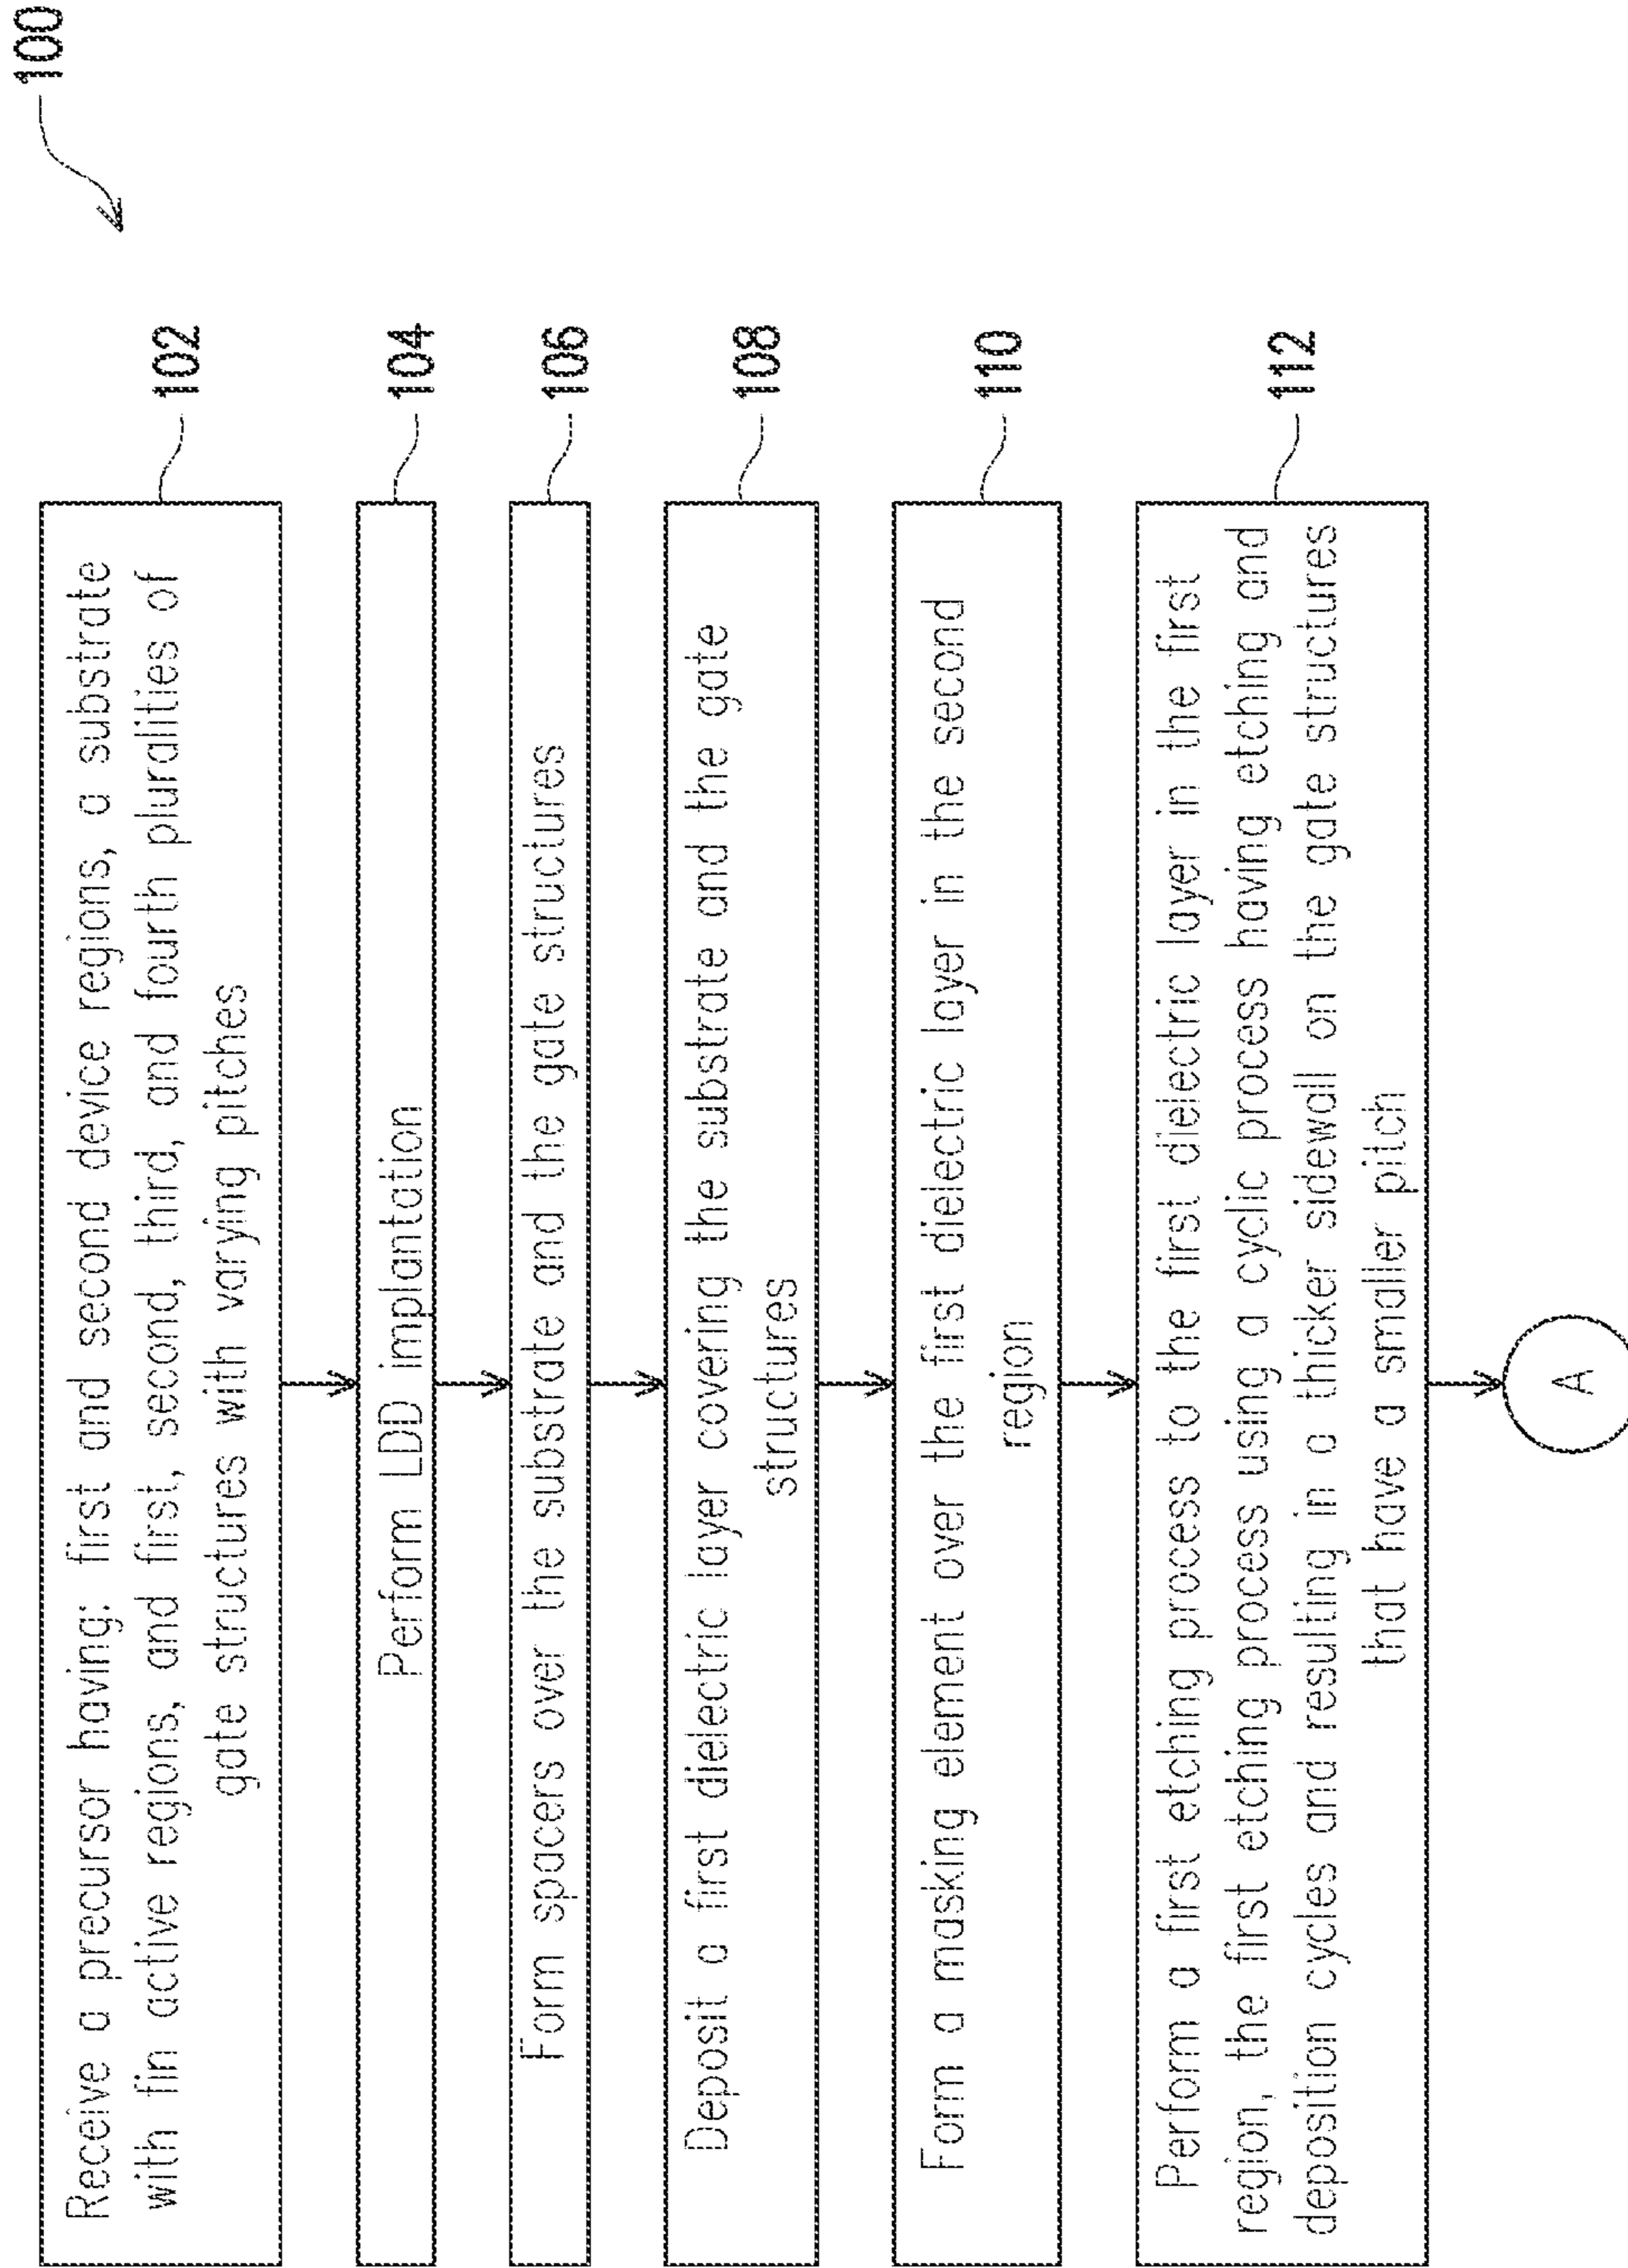 100
Receive a precursor having: first and second device regions, a substrate
with fin active regions, and first, second, third, and fourth pluralities of
gate structures with varying pitches
102
Perform LDD implantation
104
Form spacers over the substrate and the gate structures
106
Deposit a first dielectric layer covering the substrate and the gate
structures
108
Form a masking element over the first dielectric layer in the second
region
110
Perform a first etching process to the first dielectric layer in the first
region, the first etching process using a cyclic process having etching and
deposition cycles and resulting in a thicker sidewall on the gate structures
that have a smaller pitch
112
A